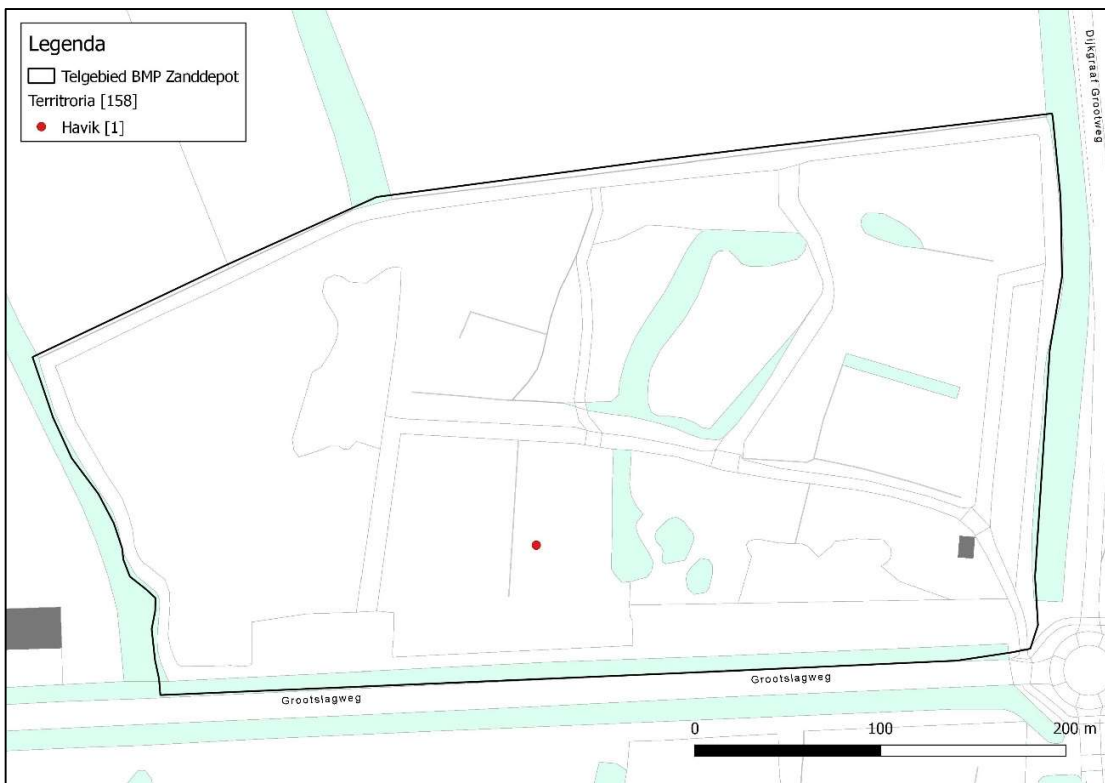 Legenda
Telgebied BMP Zanddepot
Territroria [158]
Havik [1]
Dijkgraaf Grootweg
Grootslagweg
Grootslagweg
0 100 200 m